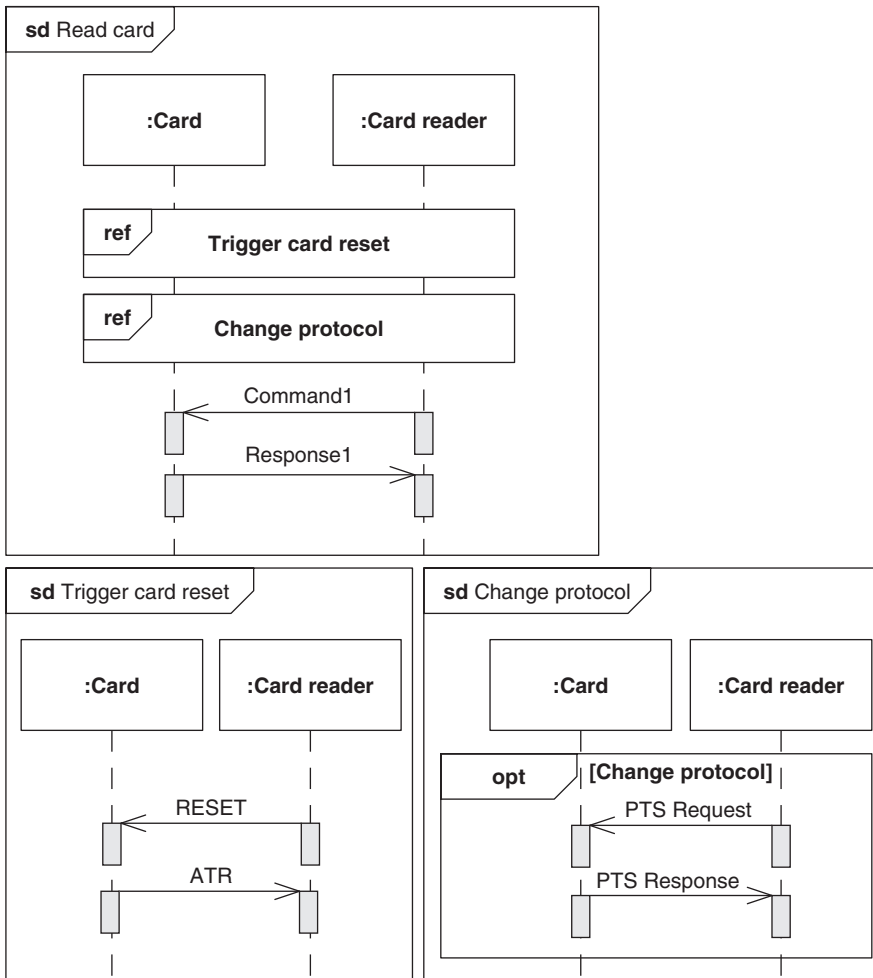 sd Read card
:Card
:Card reader
ref
Trigger card reset
ref
Change protocol
Command1
Response1
sd Trigger card reset
:Card
:Card reader
RESET
ATR
sd Change protocol
:Card
:Card reader
opt
[Change protocol]
PTS Request
PTS Response